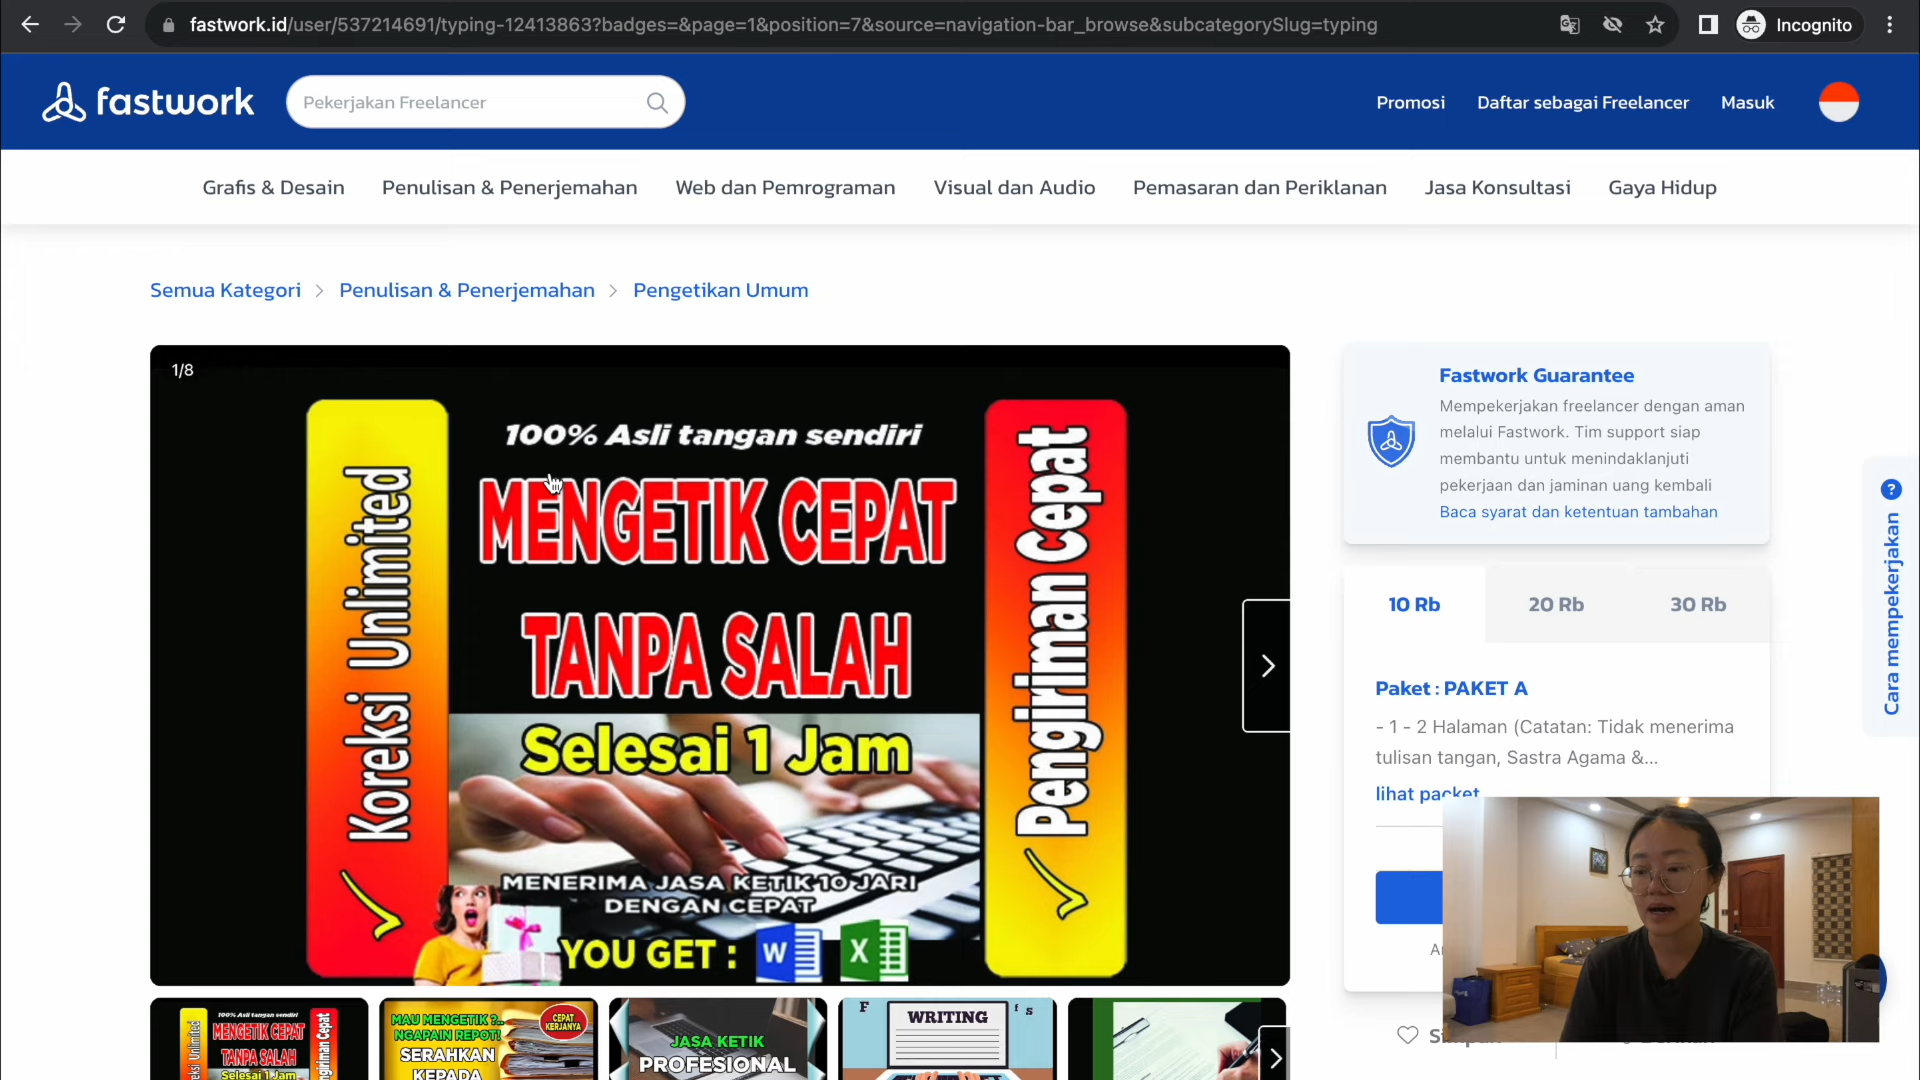 fastwork.id/user/537214691/typing-12413863?badges=&page=1&position=7&source=navigation-bar_browse&subcategorySlug=typing
Incognito
fastwork
Pekerjakan Freelancer
Promosi
Daftar sebagai Freelancer
Masuk
Grafis & Desain
Penulisan & Penerjemahan
Web dan Pemrograman
Visual dan Audio
Pemasaran dan Periklanan
Jasa Konsultasi
Gaya Hidup
Semua Kategori > Penulisan & Penerjemahan > Pengetikan Umum
1/8
Koreksi Unlimited
100% Asli tangan sendiri
MENGETIK CEPAT
TANPA SALAH
Selesai 1 Jam
MENERIMA JASA KETIK 10 JARI
DENGAN CEPAT
YOU GET :
W
X
Pengiriman Cepat
Fastwork Guarantee
Mempekerjakan freelancer dengan aman
melalui Fastwork. Tim support siap
membantu untuk menindaklanjuti
pekerjaan dan jaminan uang kembali
Baca syarat dan ketentuan tambahan
?
Cara mempekerjakan
10 Rb
20 Rb
30 Rb
Paket : PAKET A
- 1 - 2 Halaman (Catatan: Tidak menerima
tulisan tangan, Sastra Agama &...
lihat packet
100% Asli tangan sendiri
MENGETIK CEPAT
TANPA SALAH
Selesai 1 Jam
MAU MENGETIK ?...
NGAPAIN REPOT!
SERAHKAN
KEPADA
CEPAT
KERJANYA
JASA KETIK
PROFESIONAL
F
WRITING
f s